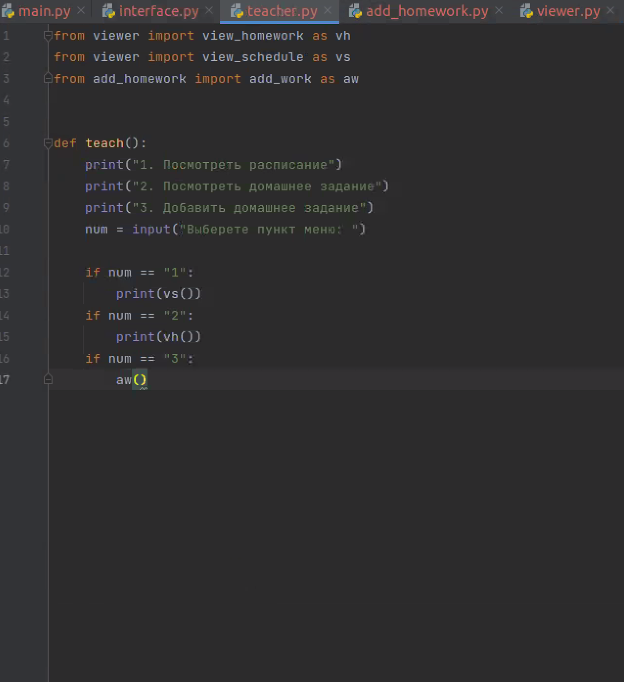 main.py interface.py teacher.py add_homework.py viewer.py
1 from viewer import view_homework as vh
2 from viewer import view_schedule as vs
3 from add_homework import add_work as aw
4
5
6 def teach():
7 print("1. Посмотреть расписание")
8 print("2. Посмотреть домашнее задание")
9 print("3. Добавить домашнее задание")
10 num = input("Выберете пункт меню: ")
11
12 if num == "1":
13 print(vs())
14 if num == "2":
15 print(vh())
16 if num == "3":
17 aw()